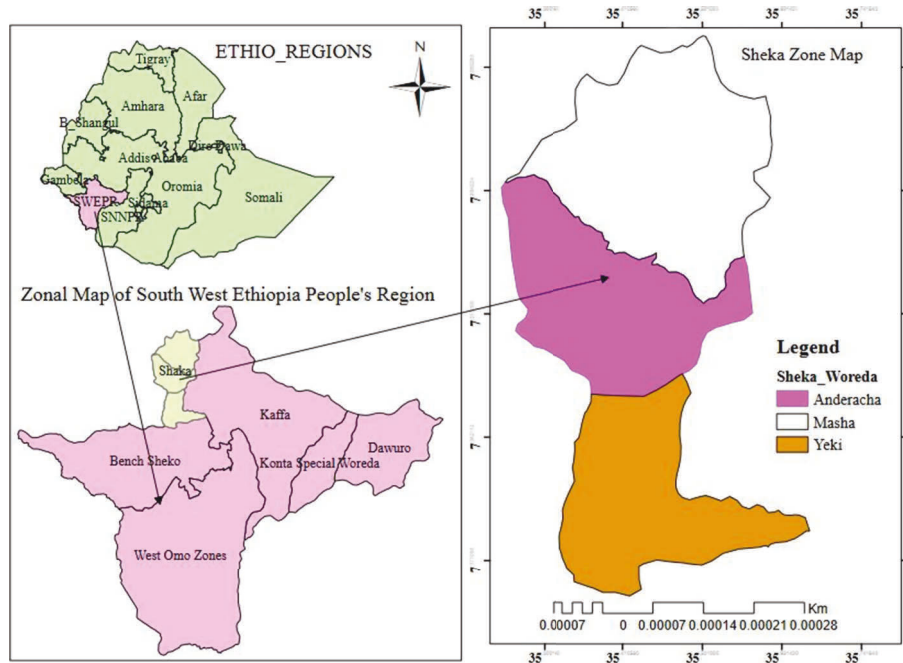 ETHIO_REGIONS
N
Tigray
Afar
Amhara
B_Shangul
Dire Dawa
Addis Ababa
Gambela
Oromia
SWEPR
Sidama
Somali
SNNPR
Zonal Map of South West Ethiopia People's Region
Shaka
Kaffa
Dawuro
Bench Sheko
Konta Special Woreda
West Omo Zones
35 35 35 35 35
Sheka Zone Map
7
7
7
7
7
Legend
Sheka_Woreda
Anderacha
Masha
Yeki
Km
0.00007 0 0.00007 0.00014 0.00021 0.00028
35 35 35 35 35